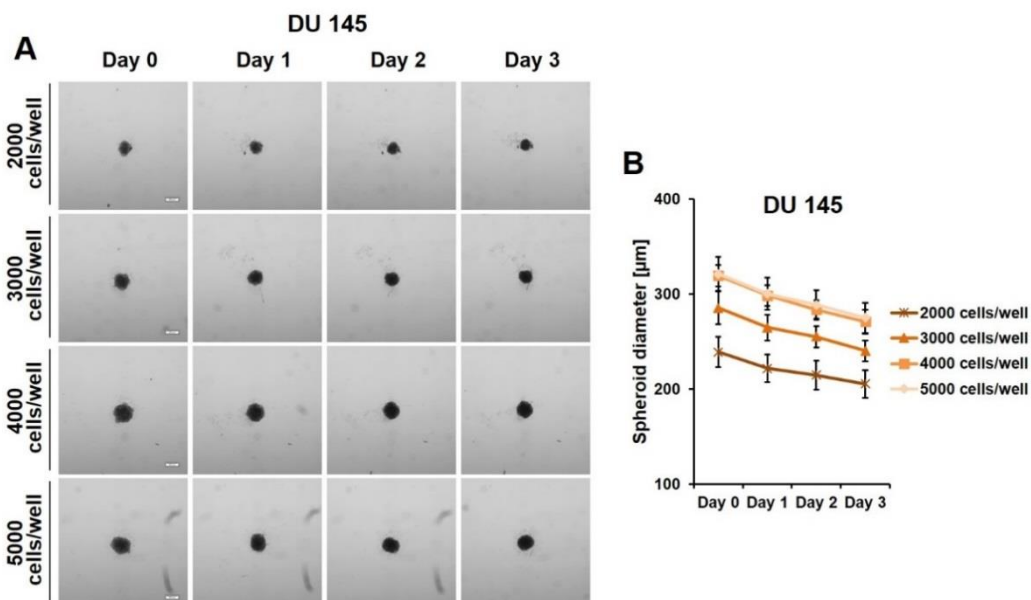 A
DU 145
Day 0 Day 1 Day 2 Day 3
2000
cells/well
3000
cells/well
4000
cells/well
5000
cells/well
B
DU 145
Spheroid diameter [µm]
400
300
200
100
Day 0 Day 1 Day 2 Day 3
2000 cells/well
3000 cells/well
4000 cells/well
5000 cells/well